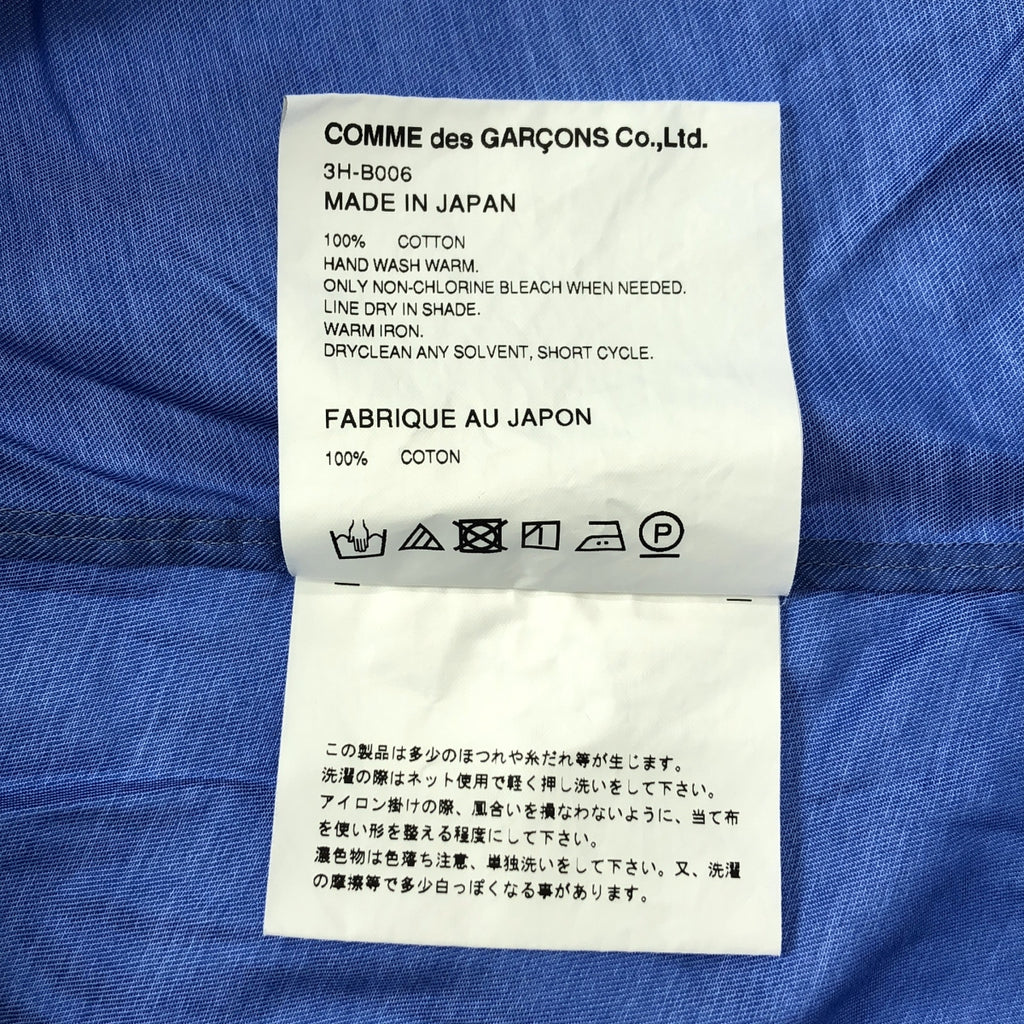 COMME des GARÇONS Co.,Ltd.
3H-B006
MADE IN JAPAN
100% COTTON
HAND WASH WARM.
ONLY NON-CHLORINE BLEACH WHEN NEEDED.
LINE DRY IN SHADE.
WARM IRON.
DRYCLEAN ANY SOLVENT, SHORT CYCLE.
FABRIQUE AU JAPON
100% COTON
P
この製品は多少のほつれや糸だれ等が生じます。
洗濯の際はネット使用で軽く押し洗いをして下さい。
アイロン掛けの際、風合いを損なわないように、当て布
を使い形を整える程度にして下さい。
濃色物は色落ち注意、単独洗いをして下さい。又、洗濯
の摩擦等で多少白っぽくなる事があります。